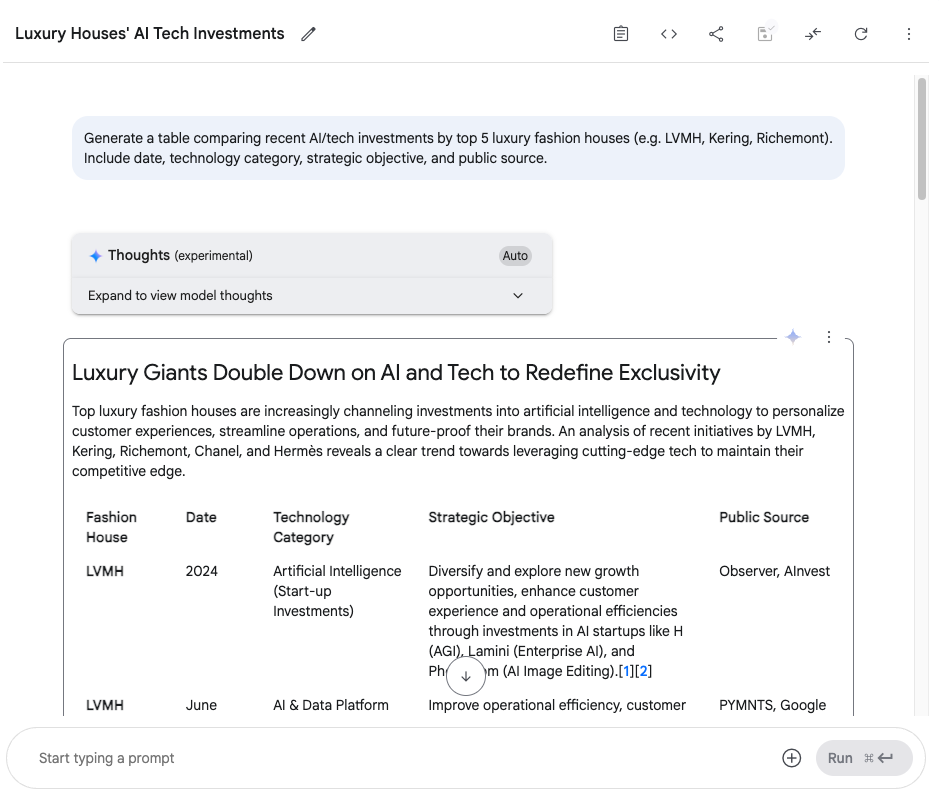 Luxury Houses' AI Tech Investments
Generate a table comparing recent AI/tech investments by top 5 luxury fashion houses (e.g. LVMH, Kering, Richemont).
Include date, technology category, strategic objective, and public source.
Thoughts (experimental)
Auto
Expand to view model thoughts
Luxury Giants Double Down on AI and Tech to Redefine Exclusivity
Top luxury fashion houses are increasingly channeling investments into artificial intelligence and technology to personalize
customer experiences, streamline operations, and future-proof their brands. An analysis of recent initiatives by LVMH,
Kering, Richemont, Chanel, and Hermès reveals a clear trend towards leveraging cutting-edge tech to maintain their
competitive edge.
Fashion
House
Date
Technology
Category
Strategic Objective
Public Source
LVMH
2024
Artificial Intelligence
(Start-up
Investments)
Diversify and explore new growth
opportunities, enhance customer
experience and operational efficiencies
through investments in AI startups like H
(AGI), Lamini (Enterprise AI), and
(AI Image Editing).[1][2]
Observer, AInvest
LVMH
June
AI & Data Platform
Improve operational efficiency, customer
PYMNTS, Google
Start typing a prompt
Run ⌘